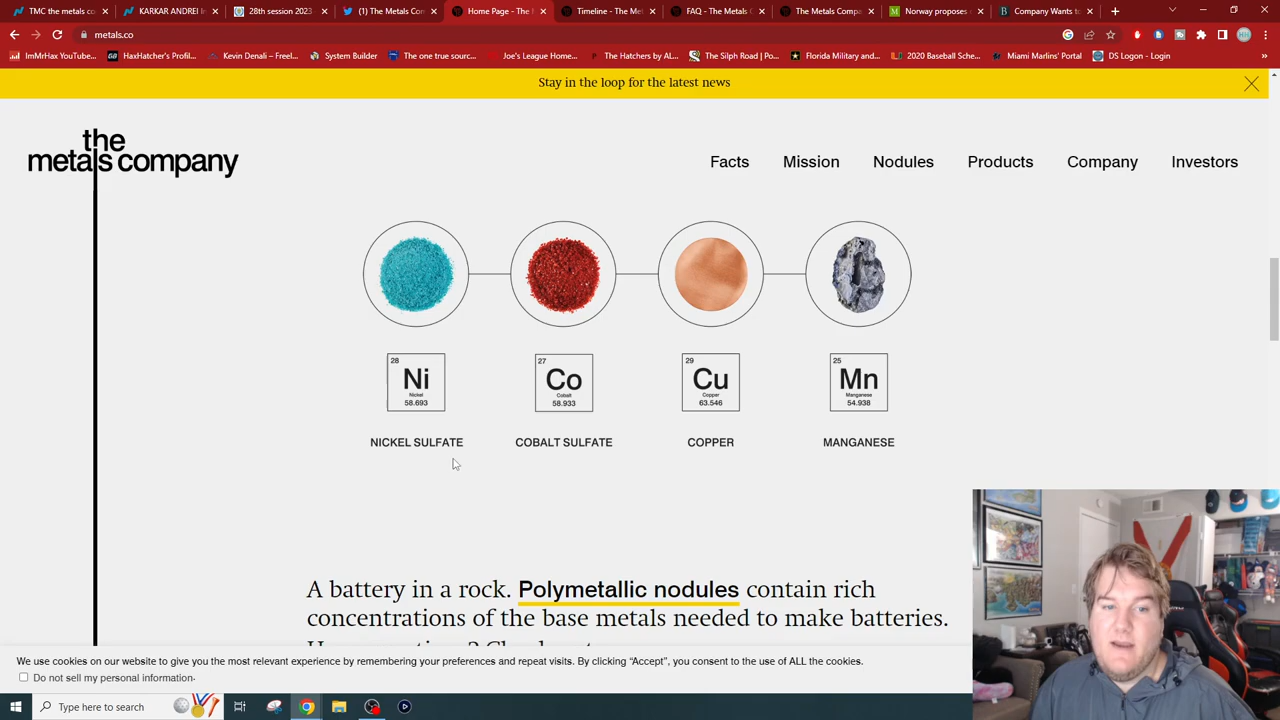 TMC the metals co
KARKAR ANDREI In
28th session 2023
(1) The Metals Com
Home Page - The M
Timeline - The Met
FAQ - The Metals C
The Metals Compa
Norway proposes
Company Wants to
metals.co
ImMrHax YouTube...
HaxHatcher's Profil...
Kevin Denali – Freel...
System Builder
The one true sourc...
Joe's League Home...
The Hatchers by AL...
The Silph Road | Po...
Florida Military and...
2020 Baseball Sche...
Miami Marlins' Portal
DS Logon - Login
Stay in the loop for the latest news
the
metals company
Facts
Mission
Nodules
Products
Company
Investors
28
Ni
Nickel
58.693
27
Co
Cobalt
58.933
29
Cu
Copper
63.546
25
Mn
Manganese
54.938
NICKEL SULFATE
COBALT SULFATE
COPPER
MANGANESE
A battery in a rock. Polymetallic nodules contain rich
concentrations of the base metals needed to make batteries.
We use cookies on our website to give you the most relevant experience by remembering your preferences and repeat visits. By clicking “Accept”, you consent to the use of ALL the cookies.
Do not sell my personal information.
Type here to search